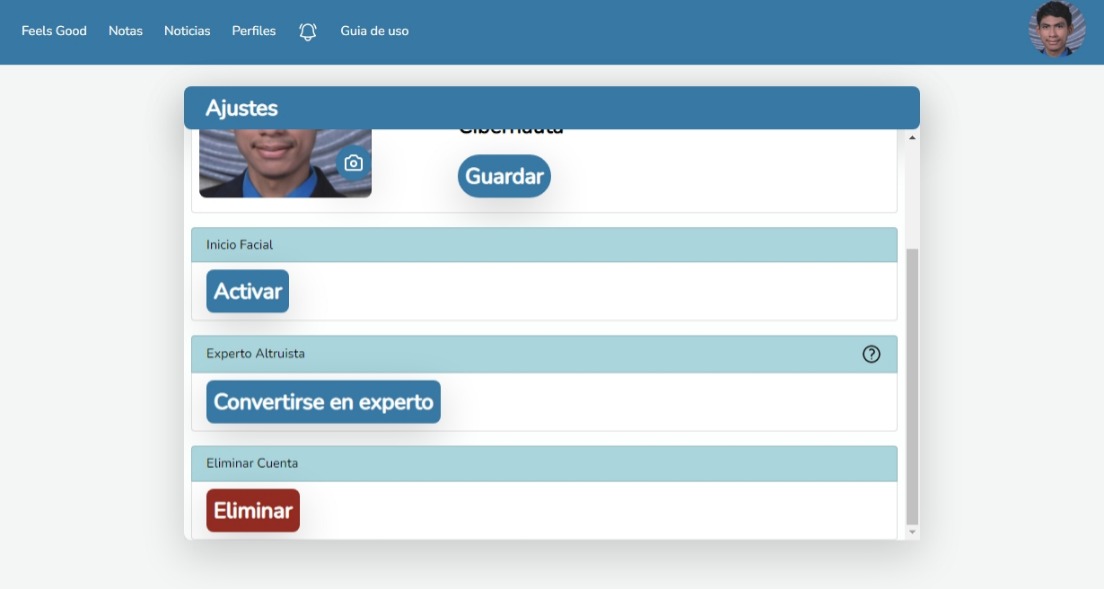 Feels Good Notas Noticias Perfiles Guia de uso
Ajustes
Cibernauta
Guardar
Inicio Facial
Activar
Experto Altruista
Convertirse en experto
Eliminar Cuenta
Eliminar